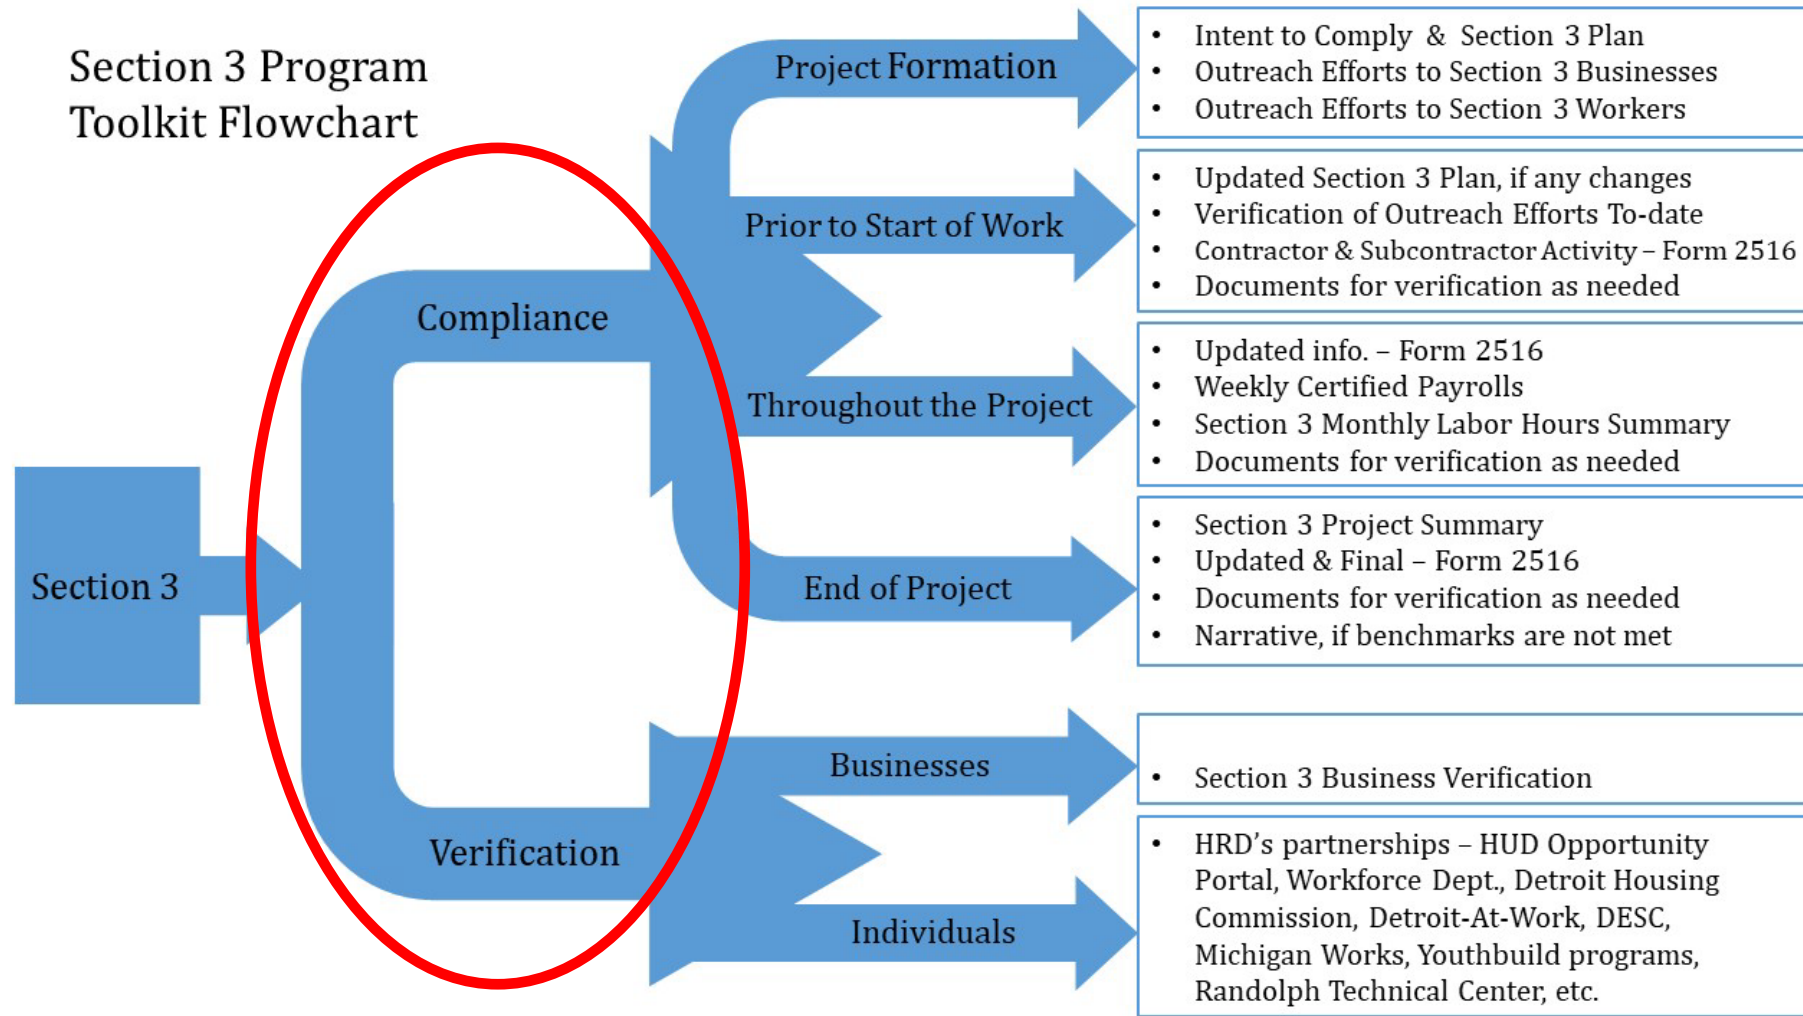 Section 3 Program
Toolkit Flowchart
Section 3
Compliance
Verification
Project Formation
• Intent to Comply & Section 3 Plan
• Outreach Efforts to Section 3 Businesses
• Outreach Efforts to Section 3 Workers
Prior to Start of Work
• Updated Section 3 Plan, if any changes
• Verification of Outreach Efforts To-date
• Contractor & Subcontractor Activity – Form 2516
• Documents for verification as needed
Throughout the Project
• Updated info. – Form 2516
• Weekly Certified Payrolls
• Section 3 Monthly Labor Hours Summary
• Documents for verification as needed
End of Project
• Section 3 Project Summary
• Updated & Final – Form 2516
• Documents for verification as needed
• Narrative, if benchmarks are not met
Businesses
• Section 3 Business Verification
Individuals
• HRD’s partnerships – HUD Opportunity
Portal, Workforce Dept., Detroit Housing
Commission, Detroit-At-Work, DESC,
Michigan Works, Youthbuild programs,
Randolph Technical Center, etc.